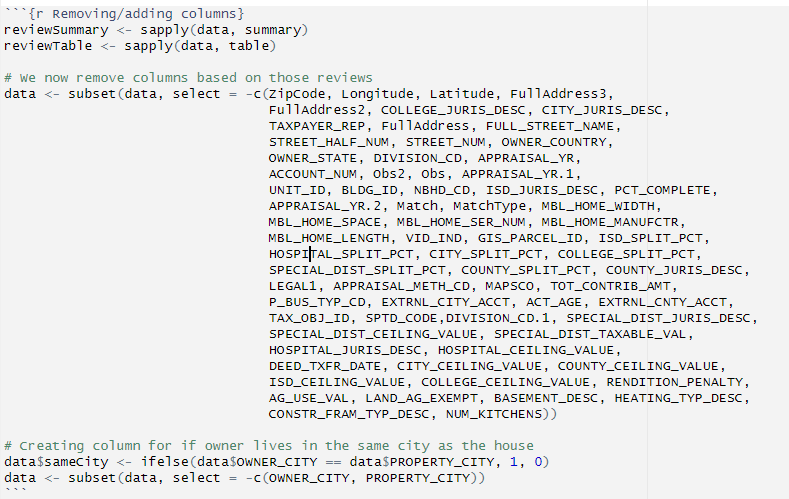 ```{r Removing/adding columns}
reviewSummary <- sapply(data, summary)
reviewTable <- sapply(data, table)

# We now remove columns based on those reviews
data <- subset(data, select = -c(ZipCode, Longitude, Latitude, FullAddress3,
FullAddress2, COLLEGE_JURIS_DESC, CITY_JURIS_DESC,
TAXPAYER_REP, FullAddress, FULL_STREET_NAME,
STREET_HALF_NUM, STREET_NUM, OWNER_COUNTRY,
OWNER_STATE, DIVISION_CD, APPRAISAL_YR,
ACCOUNT_NUM, Obs2, Obs, APPRAISAL_YR.1,
UNIT_ID, BLDG_ID, NBHD_CD, ISD_JURIS_DESC, PCT_COMPLETE,
APPRAISAL_YR.2, Match, MatchType, MBL_HOME_WIDTH,
MBL_HOME_SPACE, MBL_HOME_SER_NUM, MBL_HOME_MANUFCTR,
MBL_HOME_LENGTH, VID_IND, GIS_PARCEL_ID, ISD_SPLIT_PCT,
HOSPITAL_SPLIT_PCT, CITY_SPLIT_PCT, COLLEGE_SPLIT_PCT,
SPECIAL_DIST_SPLIT_PCT, COUNTY_SPLIT_PCT, COUNTY_JURIS_DESC,
LEGAL1, APPRAISAL_METH_CD, MAPSCO, TOT_CONTRIB_AMT,
P_BUS_TYP_CD, EXTRNL_CITY_ACCT, ACT_AGE, EXTRNL_CNTY_ACCT,
TAX_OBJ_ID, SPTD_CODE,DIVISION_CD.1, SPECIAL_DIST_JURIS_DESC,
SPECIAL_DIST_CEILING_VALUE, SPECIAL_DIST_TAXABLE_VAL,
HOSPITAL_JURIS_DESC, HOSPITAL_CEILING_VALUE,
DEED_TXFR_DATE, CITY_CEILING_VALUE, COUNTY_CEILING_VALUE,
ISD_CEILING_VALUE, COLLEGE_CEILING_VALUE, RENDITION_PENALTY,
AG_USE_VAL, LAND_AG_EXEMPT, BASEMENT_DESC, HEATING_TYP_DESC,
CONSTR_FRAM_TYP_DESC, NUM_KITCHENS))

# Creating column for if owner lives in the same city as the house
data$sameCity <- ifelse(data$OWNER_CITY == data$PROPERTY_CITY, 1, 0)
data <- subset(data, select = -c(OWNER_CITY, PROPERTY_CITY))
```